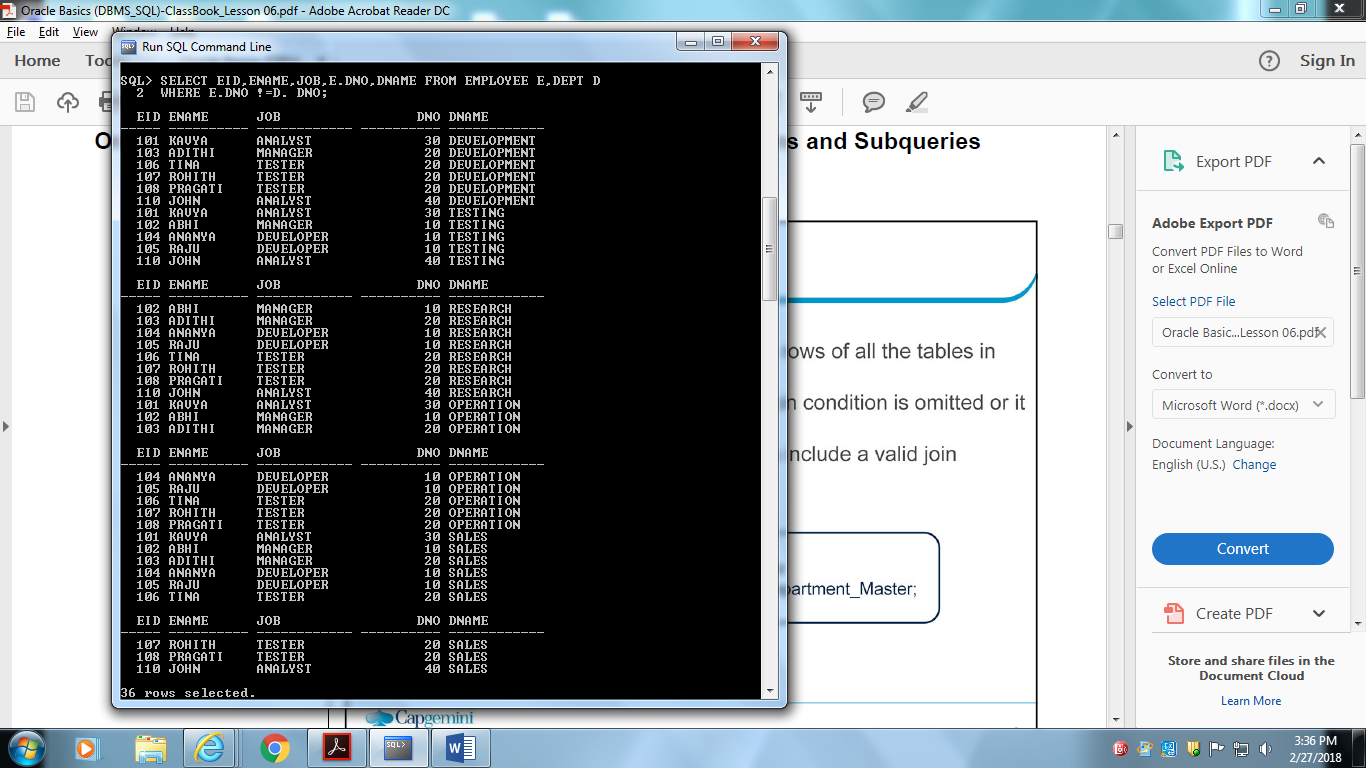 Oracle Basics (DBMS_SQL)-ClassBook_Lesson 06.pdf - Adobe Acrobat Reader DC
File Edit View Window Help
Home Sign In
Run SQL Command Line
SQL> SELECT EID,ENAME,JOB,E.DNO,DNAME FROM EMPLOYEE E,DEPT D
2 WHERE E.DNO !=D. DNO;
EID ENAME JOB DNO DNAME
101 KAVYA ANALYST 30 DEVELOPMENT
103 ADITHI MANAGER 20 DEVELOPMENT
106 TINA TESTER 20 DEVELOPMENT
107 ROHITH TESTER 20 DEVELOPMENT
108 PRAGATI TESTER 20 DEVELOPMENT
110 JOHN ANALYST 40 DEVELOPMENT
101 KAVYA ANALYST 30 TESTING
102 ABHI MANAGER 10 TESTING
104 ANANYA DEVELOPER 10 TESTING
105 RAJU DEVELOPER 10 TESTING
110 JOHN ANALYST 40 TESTING
EID ENAME JOB DNO DNAME
102 ABHI MANAGER 10 RESEARCH
103 ADITHI MANAGER 20 RESEARCH
104 ANANYA DEVELOPER 10 RESEARCH
105 RAJU DEVELOPER 10 RESEARCH
106 TINA TESTER 20 RESEARCH
107 ROHITH TESTER 20 RESEARCH
108 PRAGATI TESTER 20 RESEARCH
110 JOHN ANALYST 40 RESEARCH
101 KAVYA ANALYST 30 OPERATION
102 ABHI MANAGER 10 OPERATION
103 ADITHI MANAGER 20 OPERATION
EID ENAME JOB DNO DNAME
104 ANANYA DEVELOPER 10 OPERATION
105 RAJU DEVELOPER 10 OPERATION
106 TINA TESTER 20 OPERATION
107 ROHITH TESTER 20 OPERATION
108 PRAGATI TESTER 20 OPERATION
101 KAVYA ANALYST 30 SALES
102 ABHI MANAGER 10 SALES
103 ADITHI MANAGER 20 SALES
104 ANANYA DEVELOPER 10 SALES
105 RAJU DEVELOPER 10 SALES
106 TINA TESTER 20 SALES
EID ENAME JOB DNO DNAME
107 ROHITH TESTER 20 SALES
108 PRAGATI TESTER 20 SALES
110 JOHN ANALYST 40 SALES
36 rows selected.
s and Subqueries
ows of all the tables in
n condition is omitted or it
nclude a valid join
partment_Master;
Capgemini
Export PDF
Adobe Export PDF
Convert PDF Files to Word
or Excel Online
Select PDF File
Oracle Basic...Lesson 06.pdf
Convert to
Microsoft Word (*.docx)
Document Language:
English (U.S.) Change
Convert
Create PDF
Store and share files in the
Document Cloud
Learn More
3:36 PM
2/27/2018